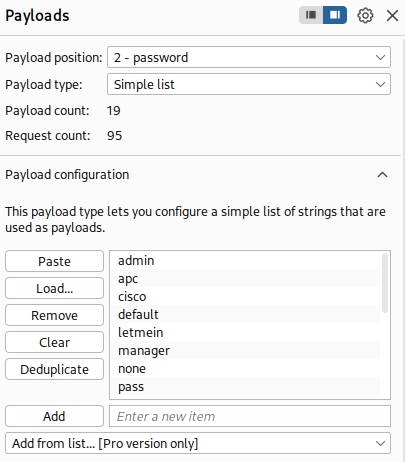 Payloads
Payload position: 2 - password
Payload type: Simple list
Payload count: 19
Request count: 95
Payload configuration
This payload type lets you configure a simple list of strings that are
used as payloads.
Paste
Load...
Remove
Clear
Deduplicate
admin
apc
cisco
default
letmein
manager
none
pass
Add
Enter a new item
Add from list... [Pro version only]